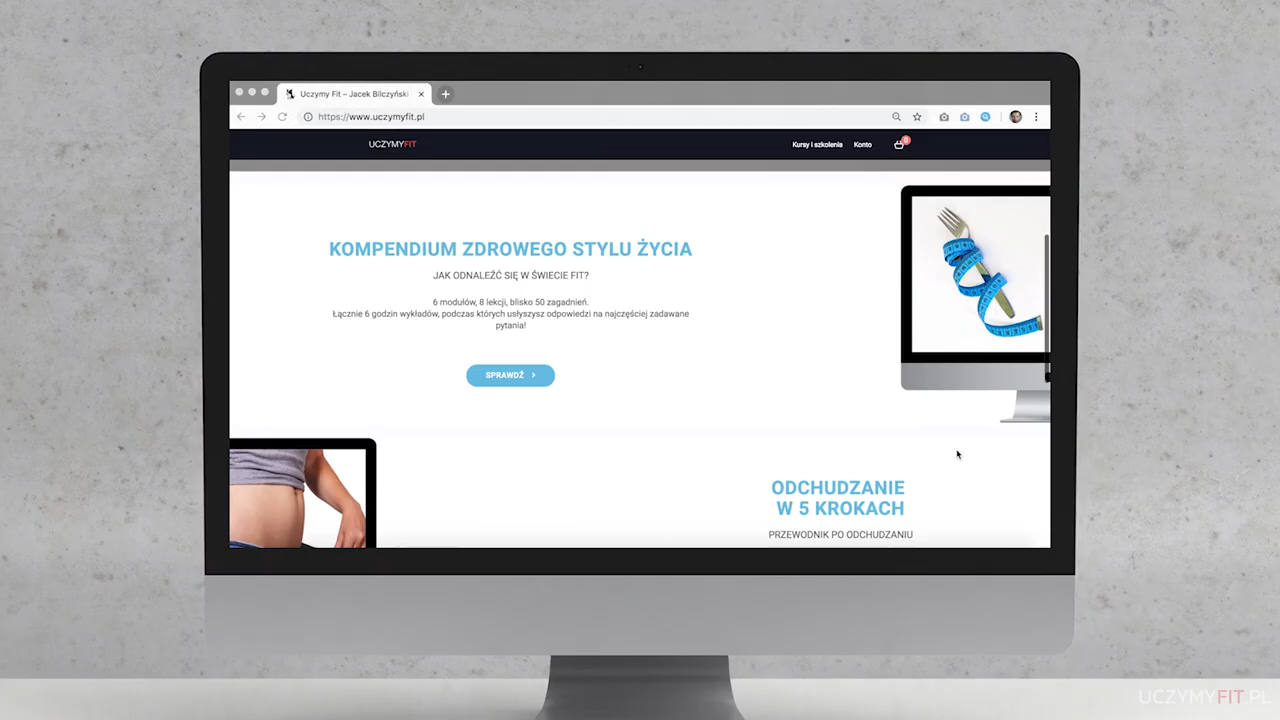 Uczymy Fit – Jacek Bilczyński
https://www.uczymyfit.pl
UCZYMYFIT
Kursy i szkolenia Konto 0
KOMPENDIUM ZDROWEGO STYLU ŻYCIA
JAK ODNALEŹĆ SIĘ W ŚWIECIE FIT?
6 modułów, 8 lekcji, blisko 50 zagadnień.
Łącznie 6 godzin wykładów, podczas których usłyszysz odpowiedzi na najczęściej zadawane
pytania!
SPRAWDŹ
ODCHUDZANIE
W 5 KROKACH
PRZEWODNIK PO ODCHUDZANIU
UCZYMYFIT.PL